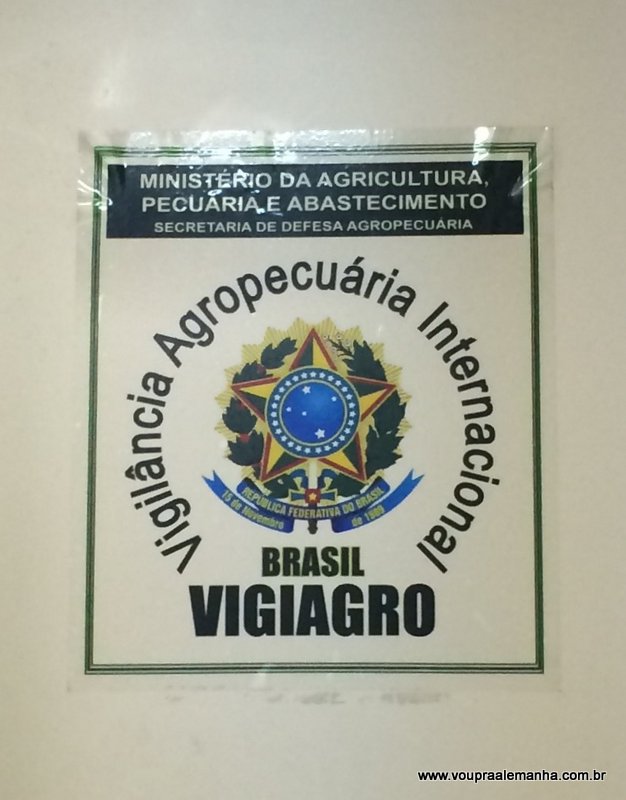 MINISTÉRIO DA AGRICULTURA,
PECUÁRIA E ABASTECIMENTO
SECRETARIA DE DEFESA AGROPECUÁRIA
Vigilância Agropecuária Internacional
REPÚBLICA FEDERATIVA DO BRASIL
15 de Novembro de 1889
BRASIL
VIGIAGRO
www.voupraalemanha.com.br